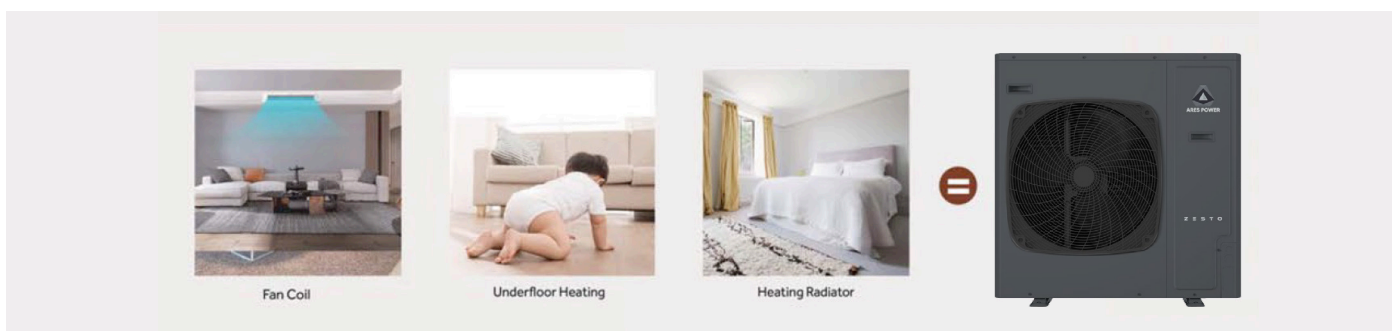 Fan Coil
Underfloor Heating
Heating Radiator
ARES POWER
ZESTO